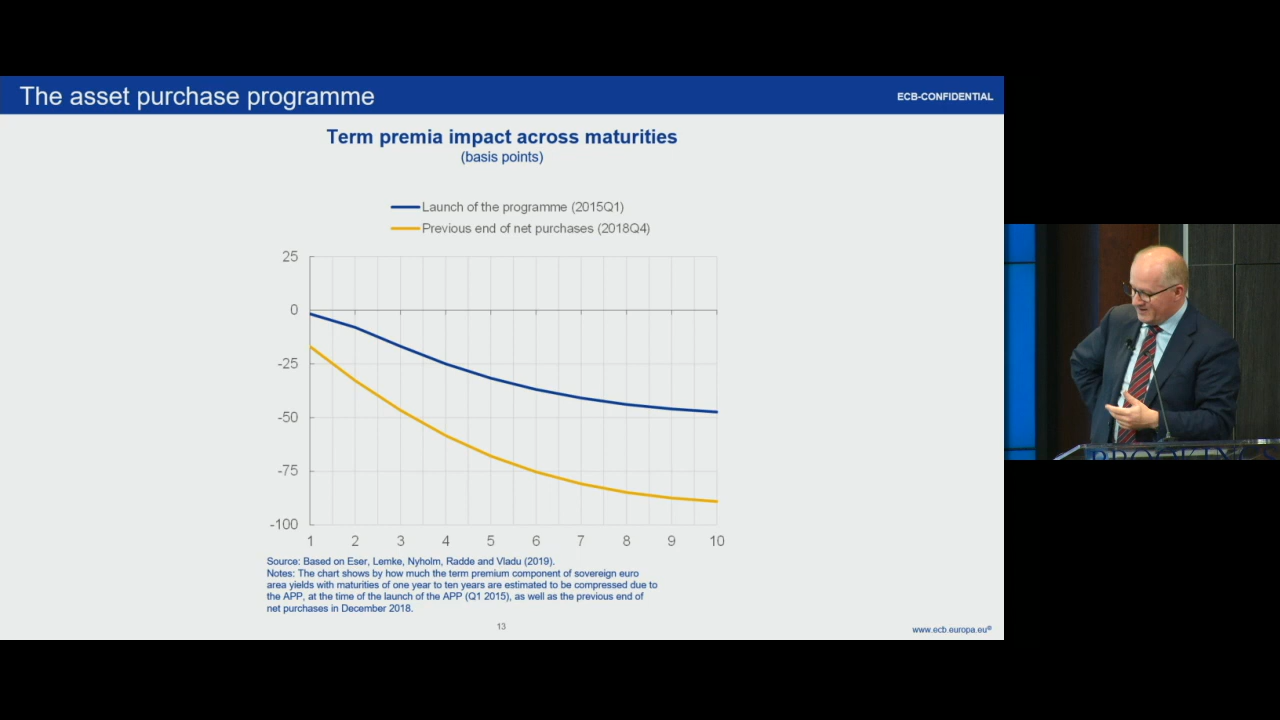 The asset purchase programme
ECB-CONFIDENTIAL
Term premia impact across maturities
(basis points)
Launch of the programme (2015Q1)
Previous end of net purchases (2018Q4)
25
0
-25
-50
-75
-100
1 2 3 4 5 6 7 8 9 10
Source: Based on Eser, Lemke, Nyholm, Radde and Vladu (2019).
Notes: The chart shows by how much the term premium component of sovereign euro
area yields with maturities of one year to ten years are estimated to be compressed due to
the APP, at the time of the launch of the APP (Q1 2015), as well as the previous end of
net purchases in December 2018.
13
www.ecb.europa.eu®
BROOKINGS